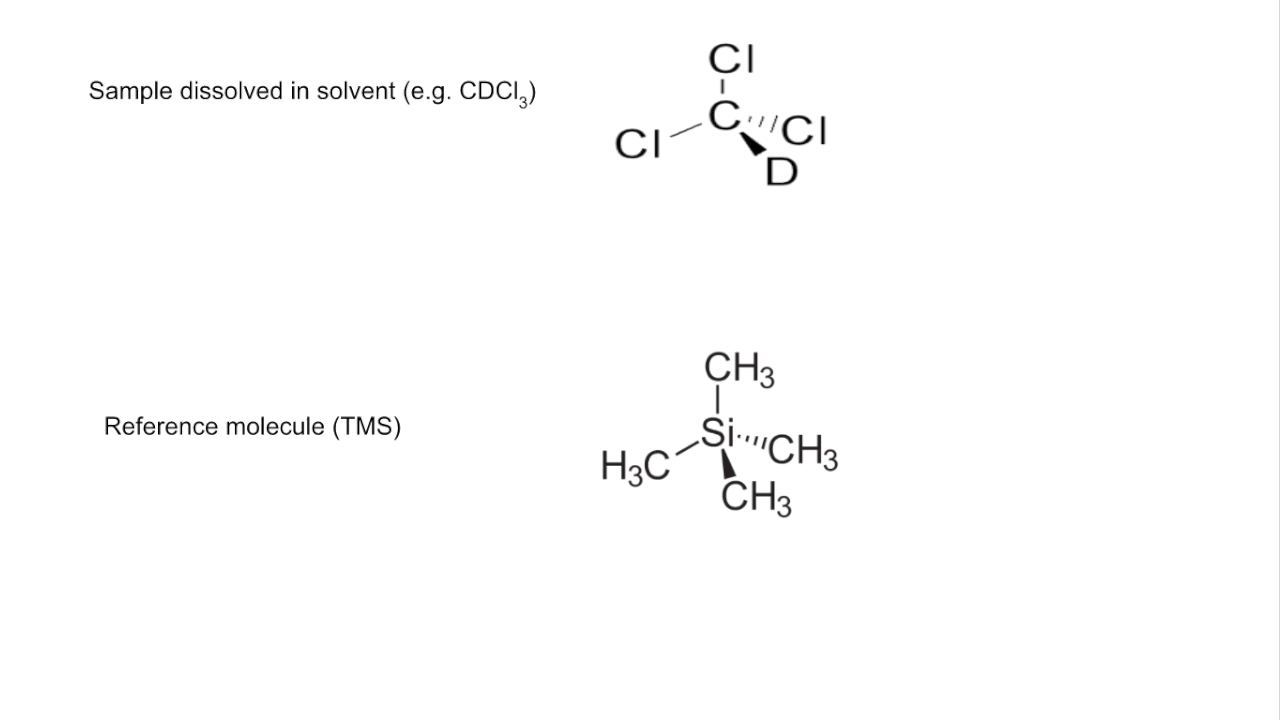 Sample dissolved in solvent (e.g. CDCl₃)
Cl
C
Cl
Cl
D
Reference molecule (TMS)
CH₃
Si
CH₃
H₃C
CH₃